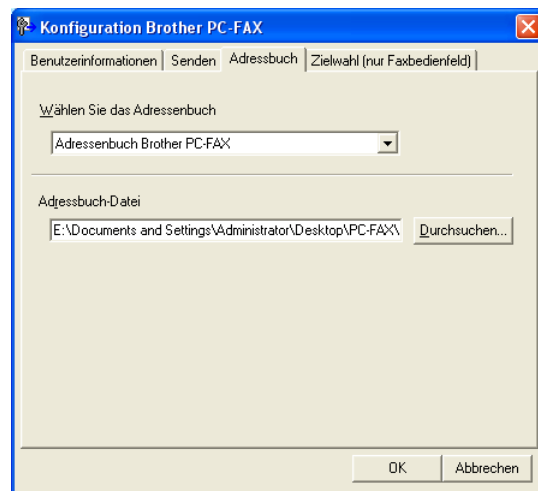 Konfiguration Brother PC-FAX
Benutzerinformationen Senden Adressbuch Zielwahl (nur Faxbedienfeld)
Wählen Sie das Adressenbuch
Adressenbuch Brother PC-FAX
Adressbuch-Datei
E:\Documents and Settings\Administrator\Desktop\PC-FAX\ Durchsuchen...
OK Abbrechen